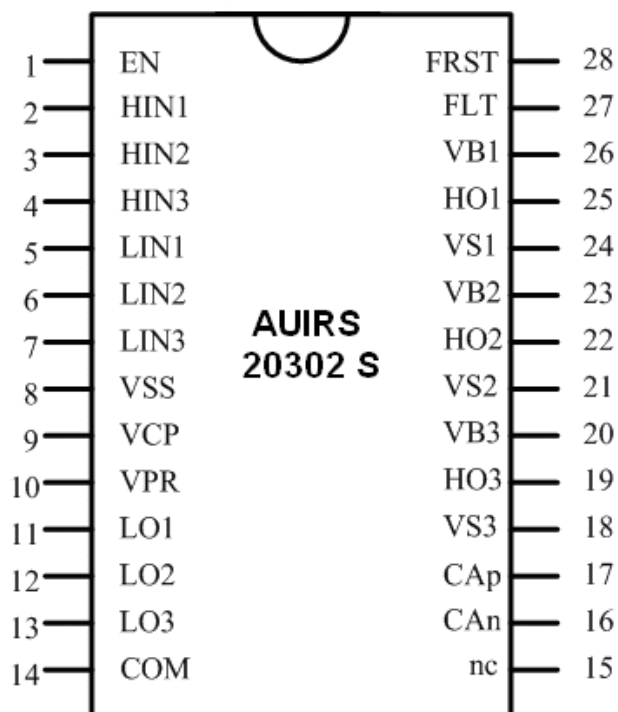 1 EN FRST 28
2 HIN1 FLT 27
3 HIN2 VB1 26
4 HIN3 HO1 25
5 LIN1 VS1 24
6 LIN2 VB2 23
7 LIN3 HO2 22
AUIRS
20302 S
8 VSS VS2 21
9 VCP VB3 20
10 VPR HO3 19
11 LO1 VS3 18
12 LO2 CAp 17
13 LO3 CAn 16
14 COM nc 15